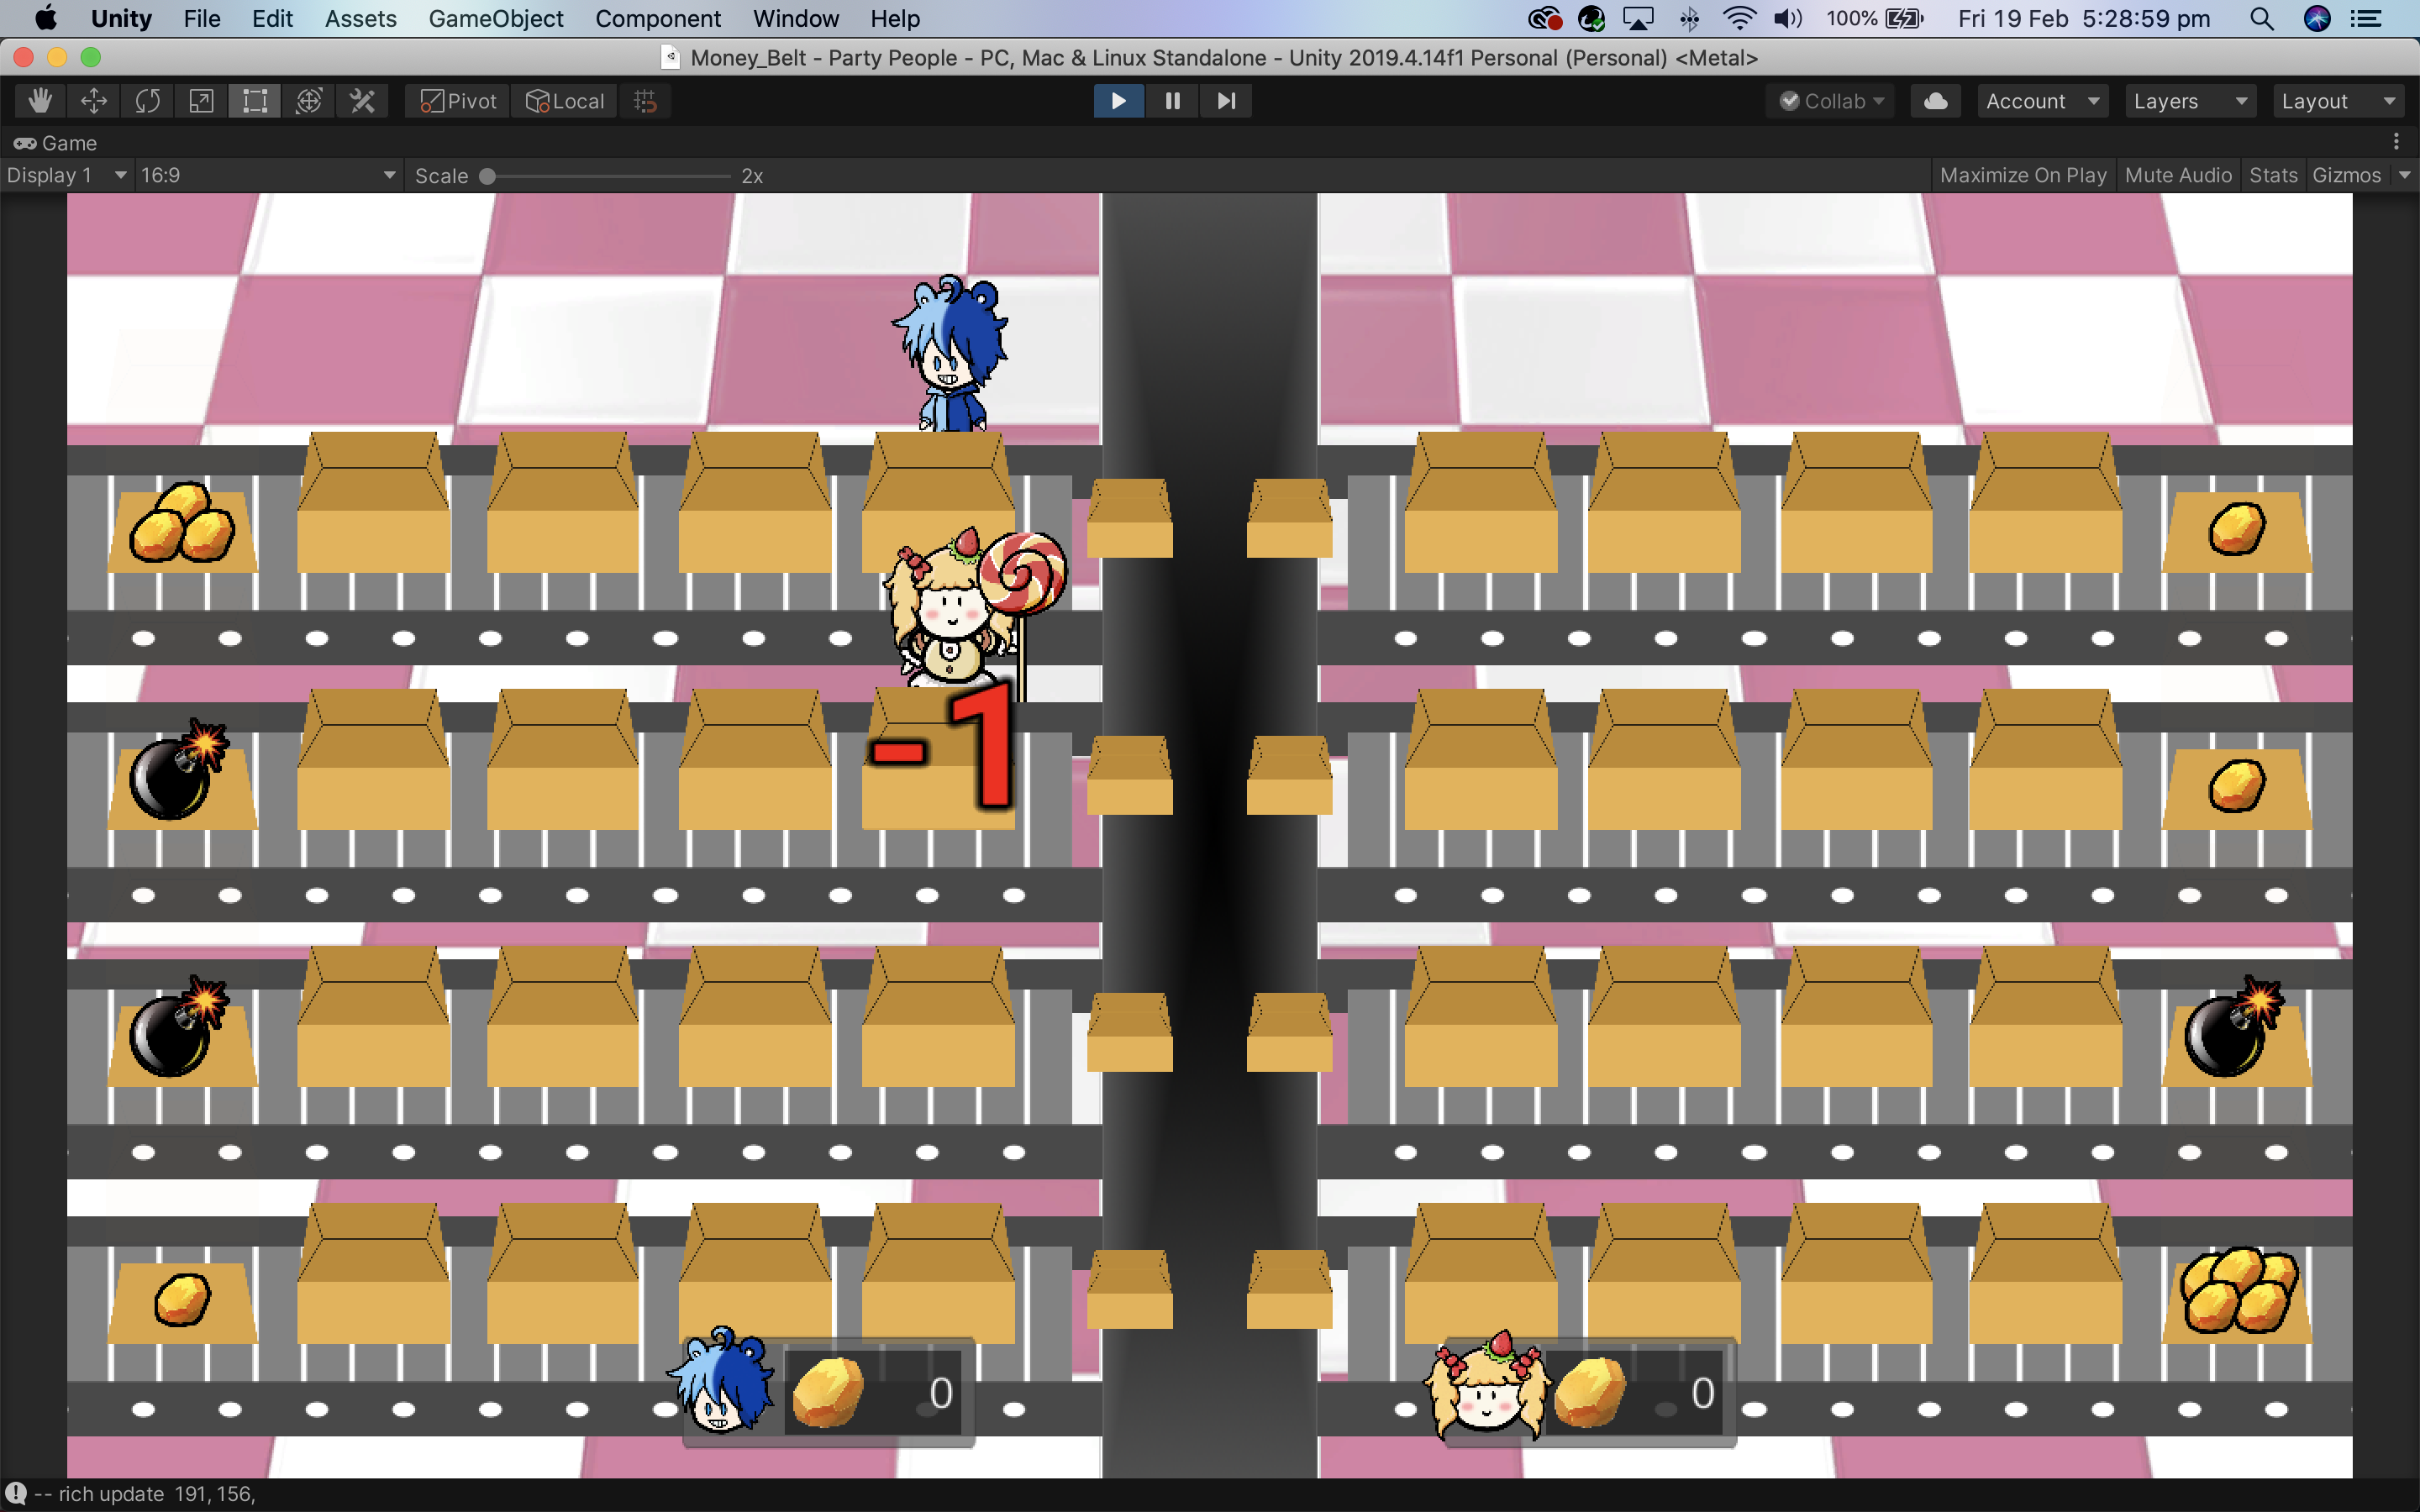 Unity File Edit Assets GameObject Component Window Help 100% Fri 19 Feb 5:28:59 pm
Money_Belt - Party People - PC, Mac & Linux Standalone - Unity 2019.4.14f1 Personal (Personal) <Metal>
Pivot Local Collab Account Layers Layout
Game
Display 1 16:9 Scale 2x Maximize On Play Mute Audio Stats Gizmos
-1
0 0
-- rich update 191, 156,